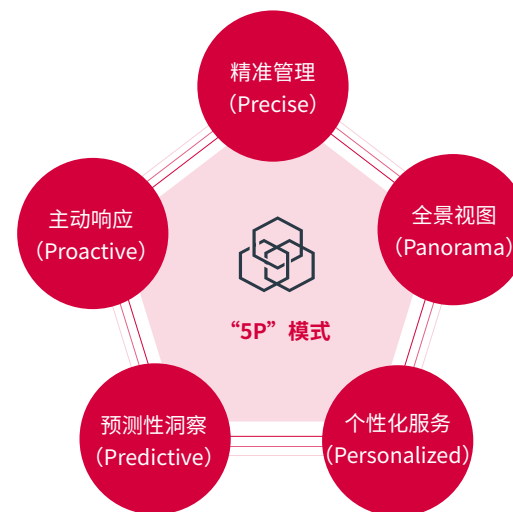 精准管理
（Precise）
主动响应
（Proactive）
全景视图
（Panorama）
“5P”模式
预测性洞察
（Predictive）
个性化服务
（Personalized）